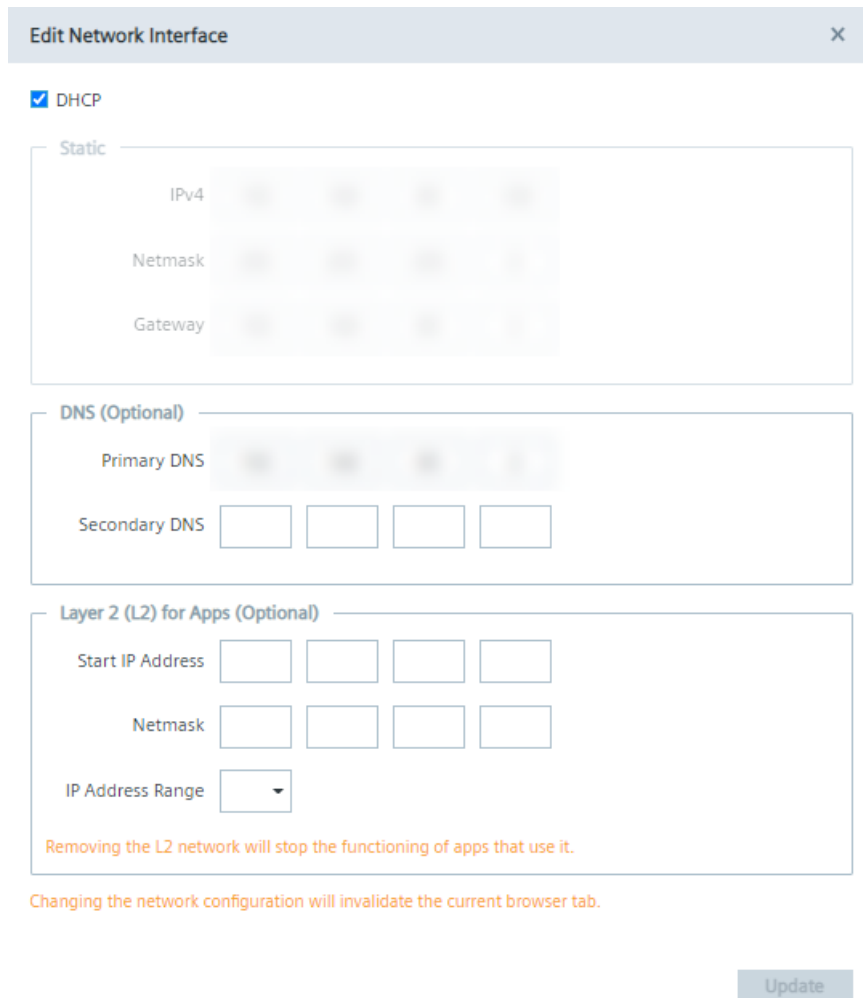 Edit Network Interface ×
DHCP
Static
IPv4
Netmask
Gateway
DNS (Optional)
Primary DNS
Secondary DNS
Layer 2 (L2) for Apps (Optional)
Start IP Address
Netmask
IP Address Range
Removing the L2 network will stop the functioning of apps that use it.
Changing the network configuration will invalidate the current browser tab.
Update